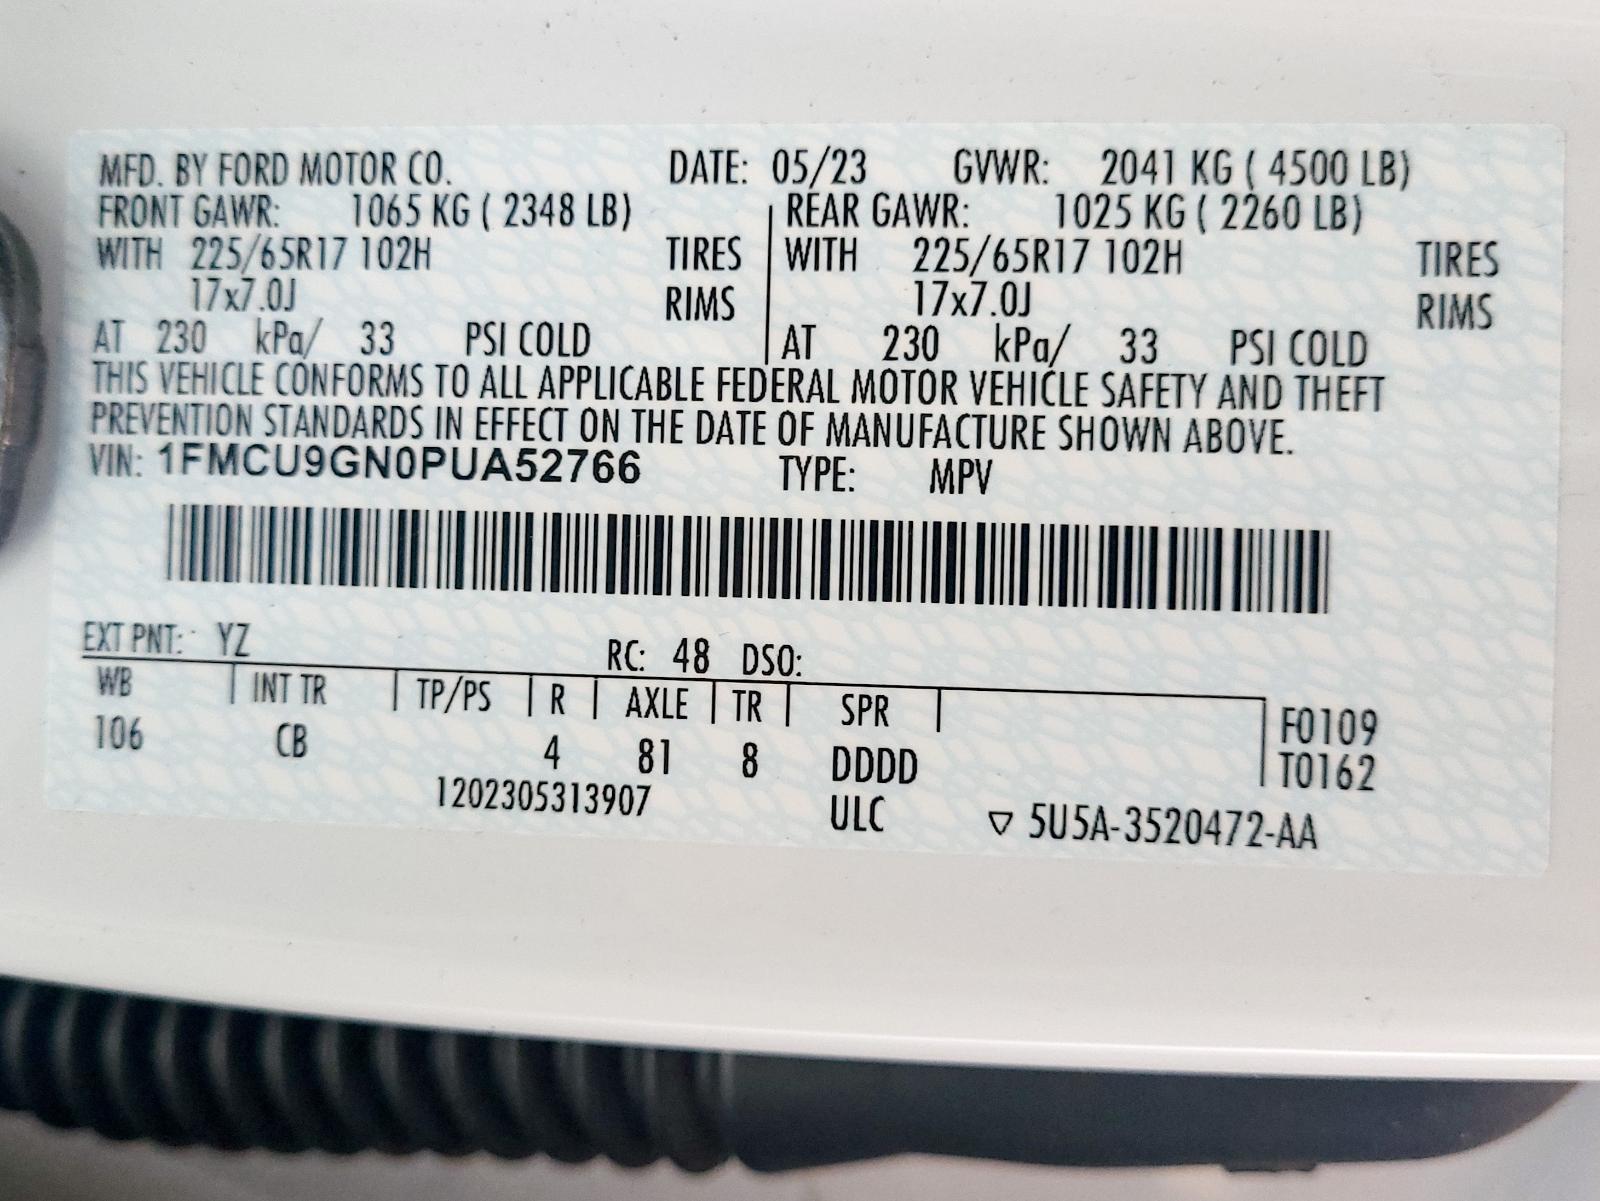 MFD. BY FORD MOTOR CO. DATE: 05/23 GVWR: 2041 KG ( 4500 LB)
FRONT GAWR: 1065 KG ( 2348 LB) REAR GAWR: 1025 KG ( 2260 LB)
WITH 225/65R17 102H TIRES WITH 225/65R17 102H TIRES
17x7.0J RIMS 17x7.0J RIMS
AT 230 kPa/ 33 PSI COLD AT 230 kPa/ 33 PSI COLD
THIS VEHICLE CONFORMS TO ALL APPLICABLE FEDERAL MOTOR VEHICLE SAFETY AND THEFT
PREVENTION STANDARDS IN EFFECT ON THE DATE OF MANUFACTURE SHOWN ABOVE.
VIN: 1FMCU9GN0PUA52766 TYPE: MPV
EXT PNT: YZ RC: 48 DSO:
WB INT TR TP/PS R AXLE TR SPR F0109
106 CB 4 81 8 DDDD T0162
1202305313907 ULC ▽ 5U5A-3520472-AA